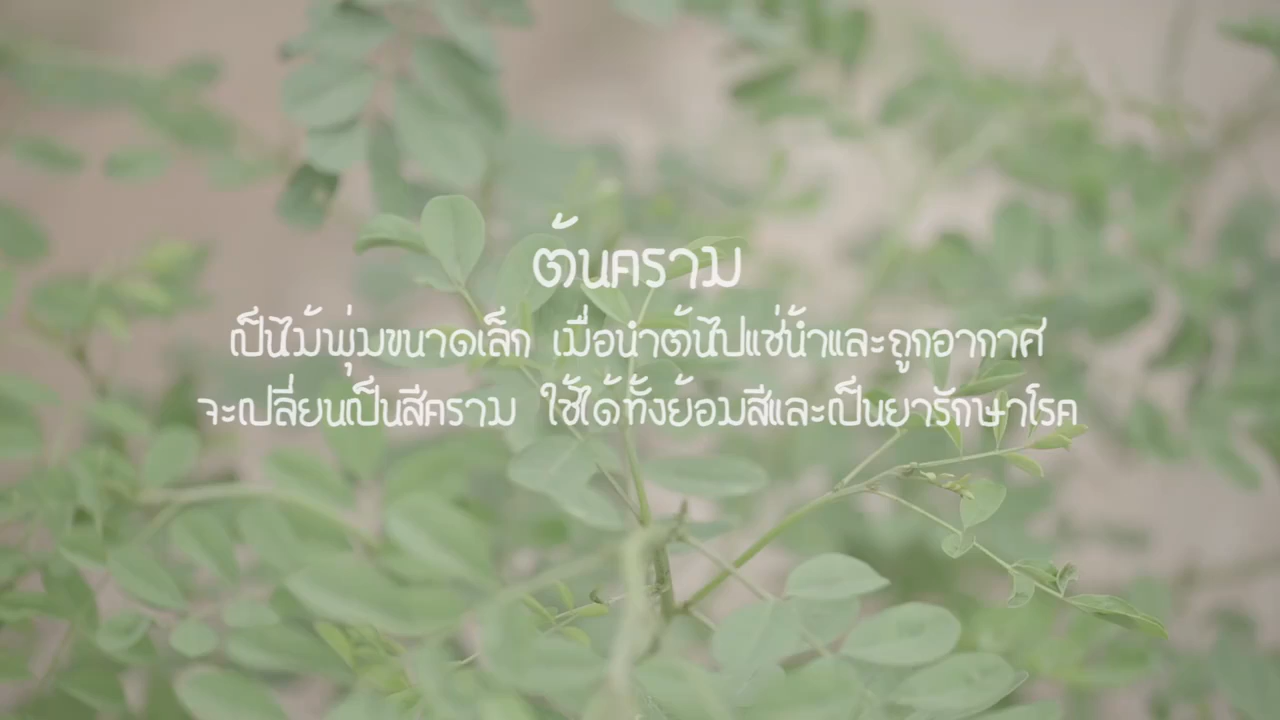 ต้นคราม
เป็นไม้พุ่มขนาดเล็ก เมื่อนำต้นไปแช่น้ำและถูกอากาศ
จะเปลี่ยนเป็นสีคราม ใช้ได้ทั้งย้อมสีและเป็นยารักษาโรค